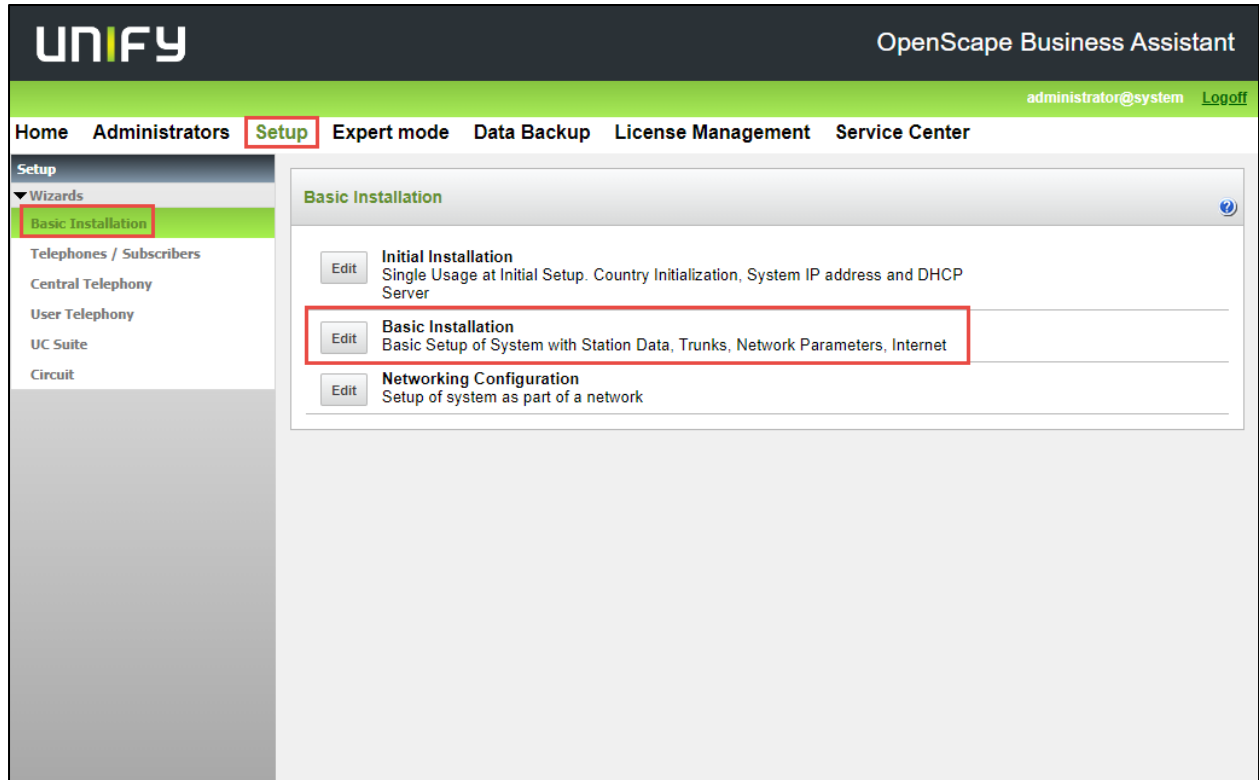 UNIFY
OpenScape Business Assistant
administrator@system Logoff
Home Administrators Setup Expert mode Data Backup License Management Service Center
Setup
Wizards
Basic Installation
Telephones / Subscribers
Central Telephony
User Telephony
UC Suite
Circuit
Basic Installation
?
Edit
Initial Installation
Single Usage at Initial Setup. Country Initialization, System IP address and DHCP
Server
Edit
Basic Installation
Basic Setup of System with Station Data, Trunks, Network Parameters, Internet
Edit
Networking Configuration
Setup of system as part of a network